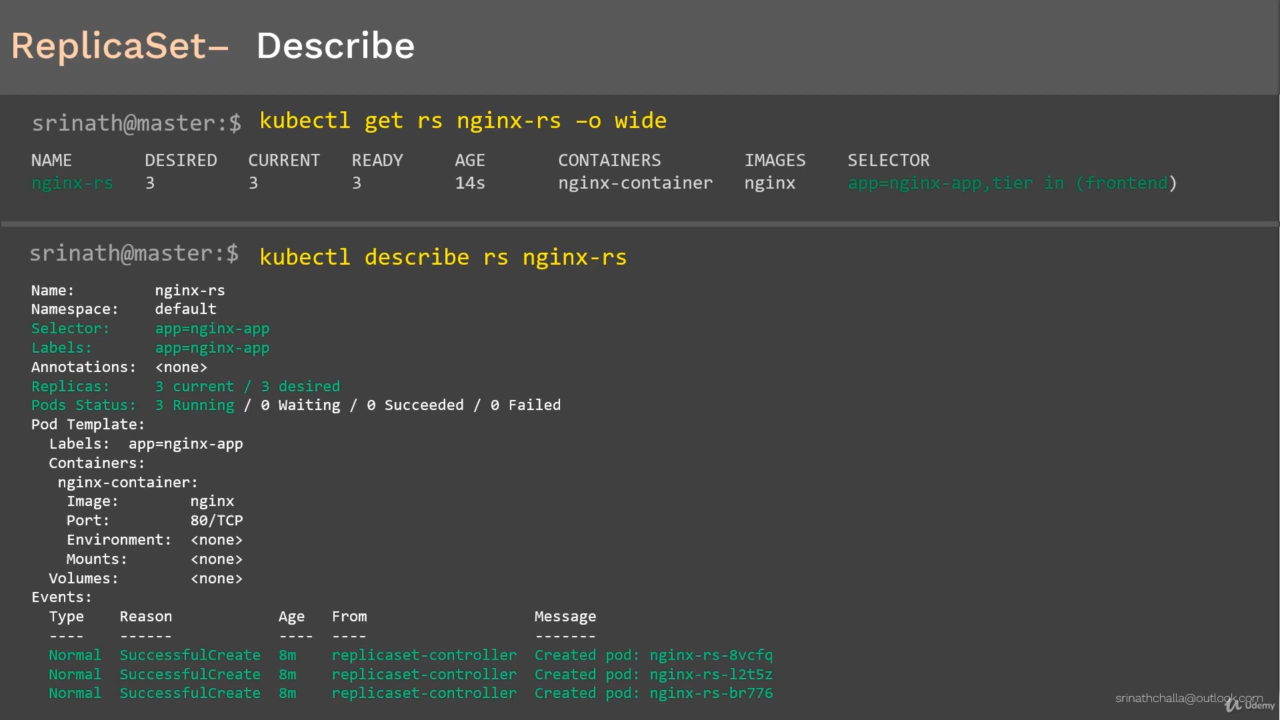 ReplicaSet– Describe
srinath@master:$ kubectl get rs nginx-rs –o wide
NAME DESIRED CURRENT READY AGE CONTAINERS IMAGES SELECTOR
nginx-rs 3 3 3 14s nginx-container nginx app=nginx-app,tier in (frontend)
srinath@master:$ kubectl describe rs nginx-rs
Name: nginx-rs
Namespace: default
Selector: app=nginx-app
Labels: app=nginx-app
Annotations: <none>
Replicas: 3 current / 3 desired
Pods Status: 3 Running / 0 Waiting / 0 Succeeded / 0 Failed
Pod Template:
Labels: app=nginx-app
Containers:
nginx-container:
Image: nginx
Port: 80/TCP
Environment: <none>
Mounts: <none>
Volumes: <none>
Events:
Type Reason Age From Message
---- ------ ---- ---- -------
Normal SuccessfulCreate 8m replicaset-controller Created pod: nginx-rs-8vcfq
Normal SuccessfulCreate 8m replicaset-controller Created pod: nginx-rs-l2t5z
Normal SuccessfulCreate 8m replicaset-controller Created pod: nginx-rs-br776
srinathchalla@outlook.com
Udemy